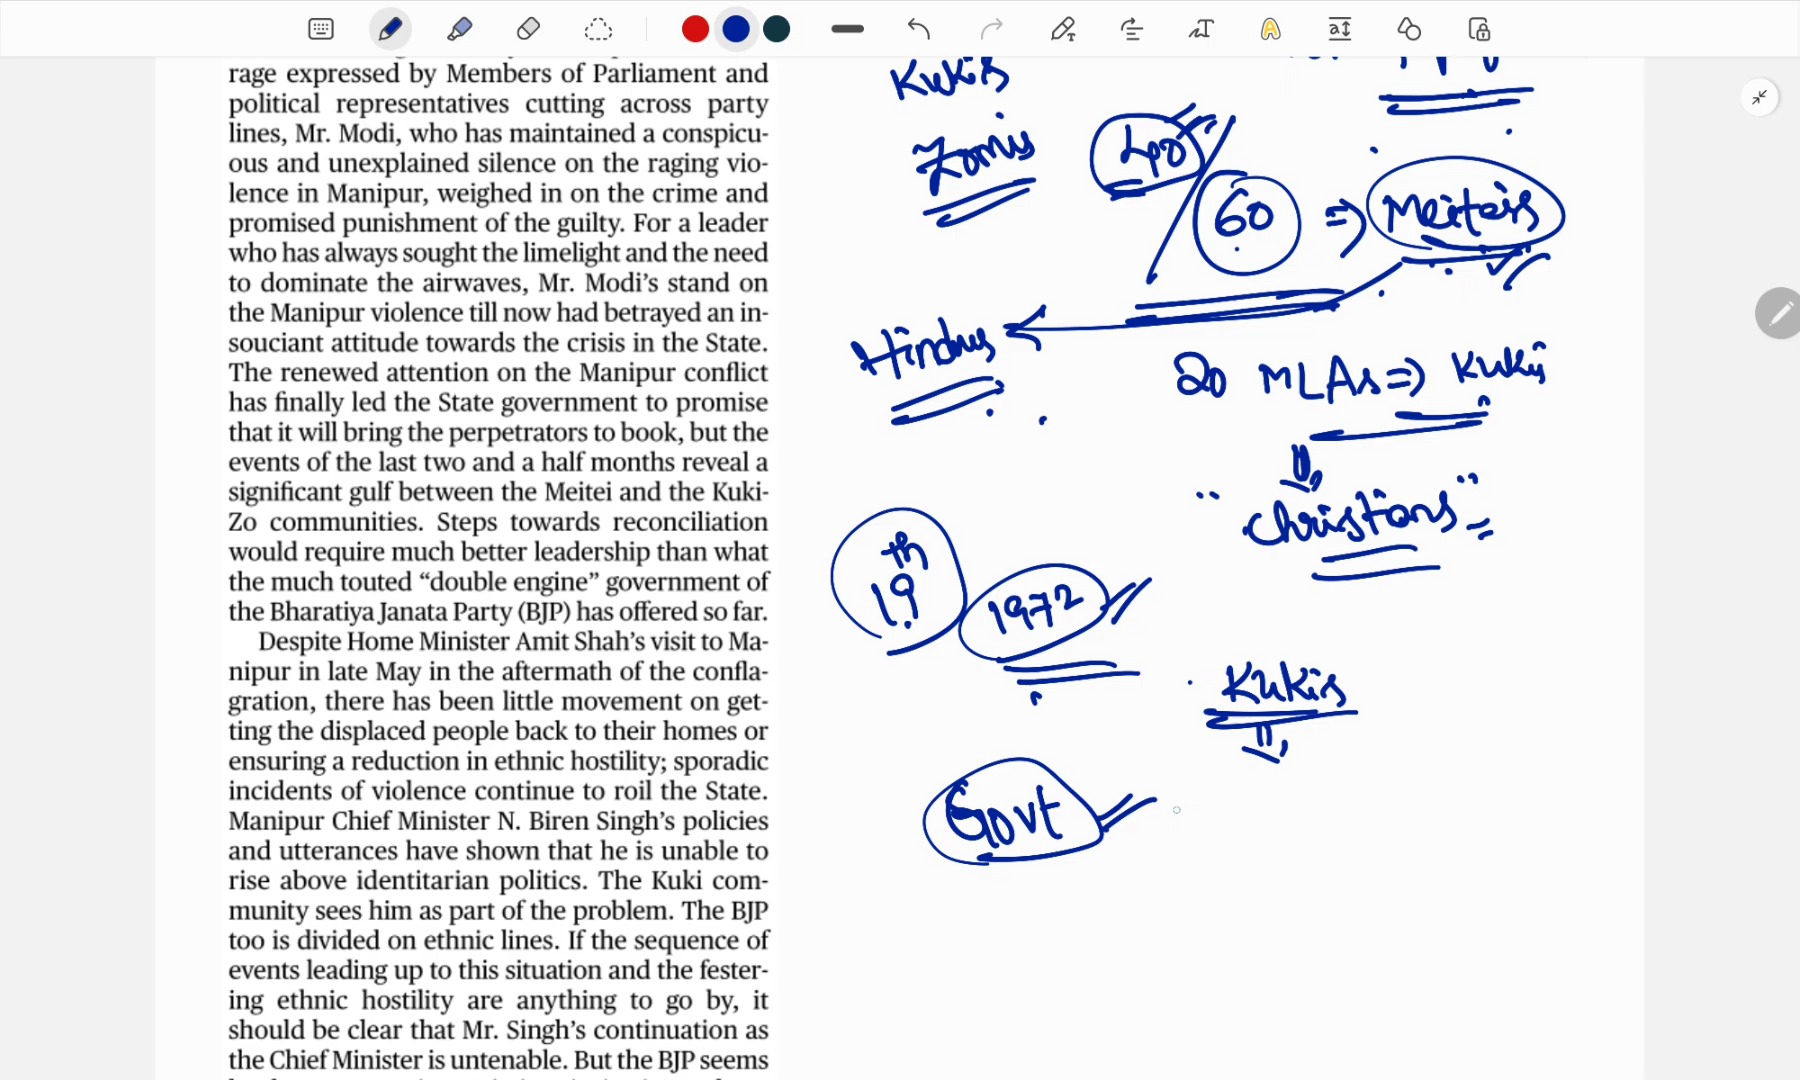 rage expressed by Members of Parliament and
political representatives cutting across party
lines, Mr. Modi, who has maintained a conspicu-
ous and unexplained silence on the raging vio-
lence in Manipur, weighed in on the crime and
promised punishment of the guilty. For a leader
who has always sought the limelight and the need
to dominate the airwaves, Mr. Modi's stand on
the Manipur violence till now had betrayed an in-
souciant attitude towards the crisis in the State.
The renewed attention on the Manipur conflict
has finally led the State government to promise
that it will bring the perpetrators to book, but the
events of the last two and a half months reveal a
significant gulf between the Meitei and the Kuki-
Zo communities. Steps towards reconciliation
would require much better leadership than what
the much touted “double engine” government of
the Bharatiya Janata Party (BJP) has offered so far.
Despite Home Minister Amit Shah's visit to Ma-
nipur in late May in the aftermath of the confla-
gration, there has been little movement on get-
ting the displaced people back to their homes or
ensuring a reduction in ethnic hostility; sporadic
incidents of violence continue to roil the State.
Manipur Chief Minister N. Biren Singh's policies
and utterances have shown that he is unable to
rise above identitarian politics. The Kuki com-
munity sees him as part of the problem. The BJP
too is divided on ethnic lines. If the sequence of
events leading up to this situation and the fester-
ing ethnic hostility are anything to go by, it
should be clear that Mr. Singh's continuation as
the Chief Minister is untenable. But the BJP seems
Kukis
Zomis
40/60 => Meiteis
Hindus
20 MLAs => Kukis
"Christians"
19th
1972
Kukis
Govt